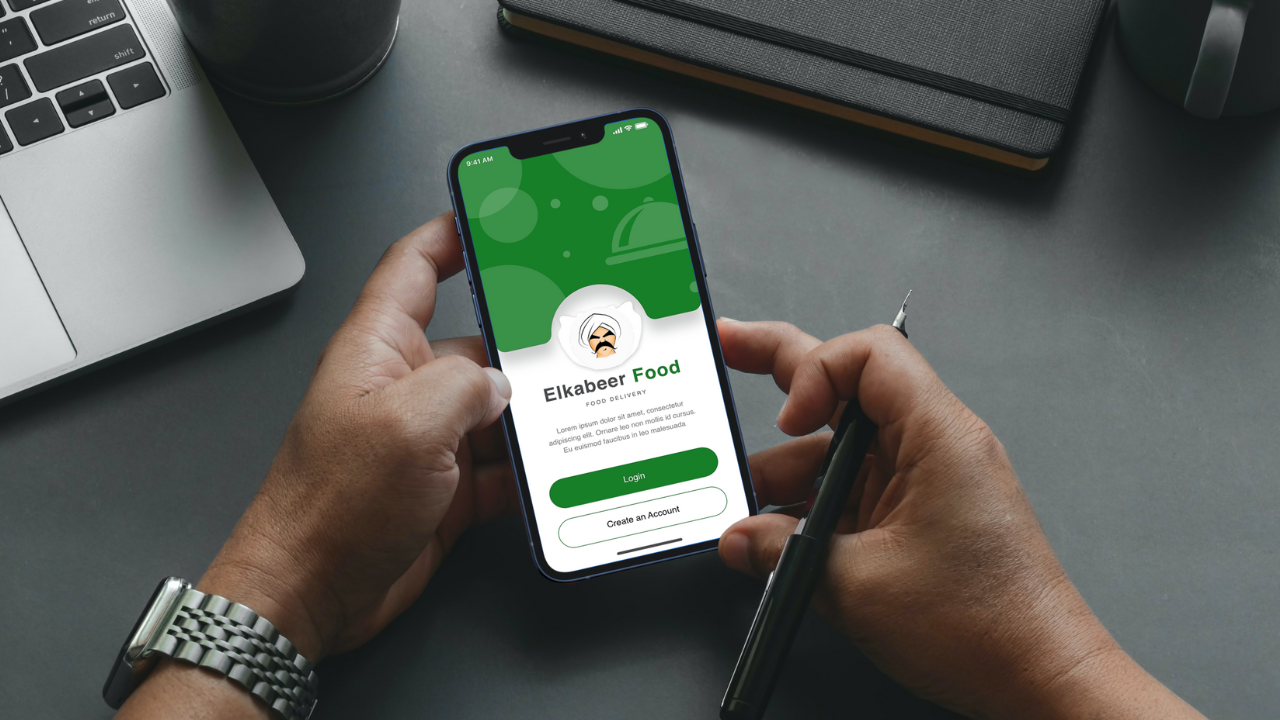 return
shift
9:41 AM
Elkabeer Food
FOOD DELIVERY
Lorem ipsum dolor sit amet, consectetur
adipiscing elit. Ornare leo non mollis id cursus.
Eu euismod faucibus in leo malesuada
Login
Create an Account